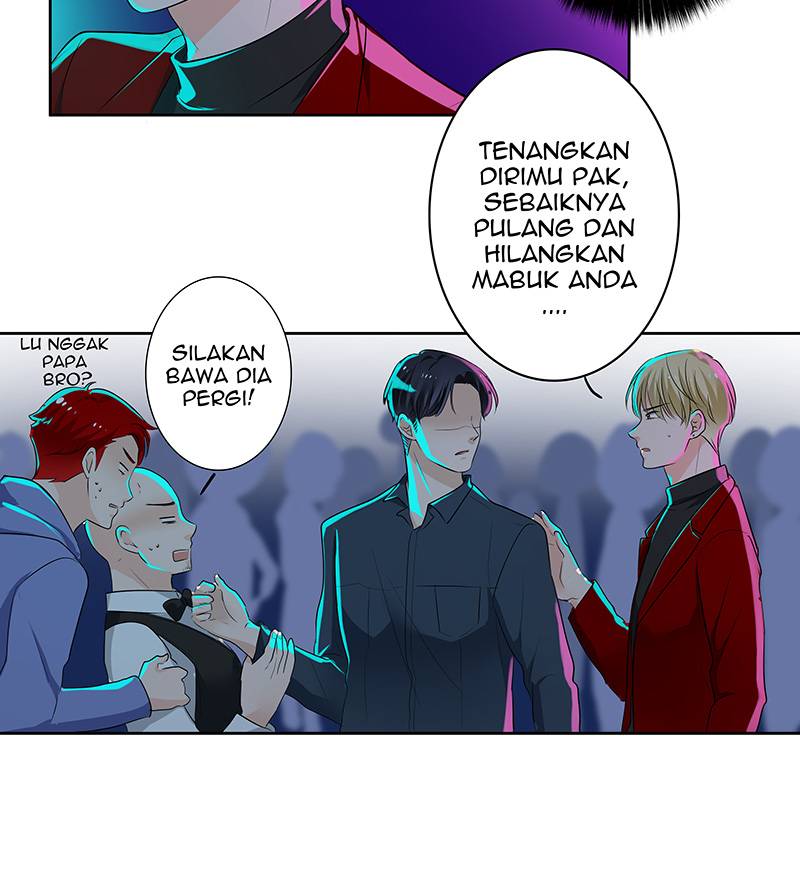 TENANGKAN
DIRIMU PAK,
SEBAIKNYA
PULANG DAN
HILANGKAN
MABUK ANDA
....
LU NGGAK
PAPA
BRO?
SILAKAN
BAWA DIA
PERGI!